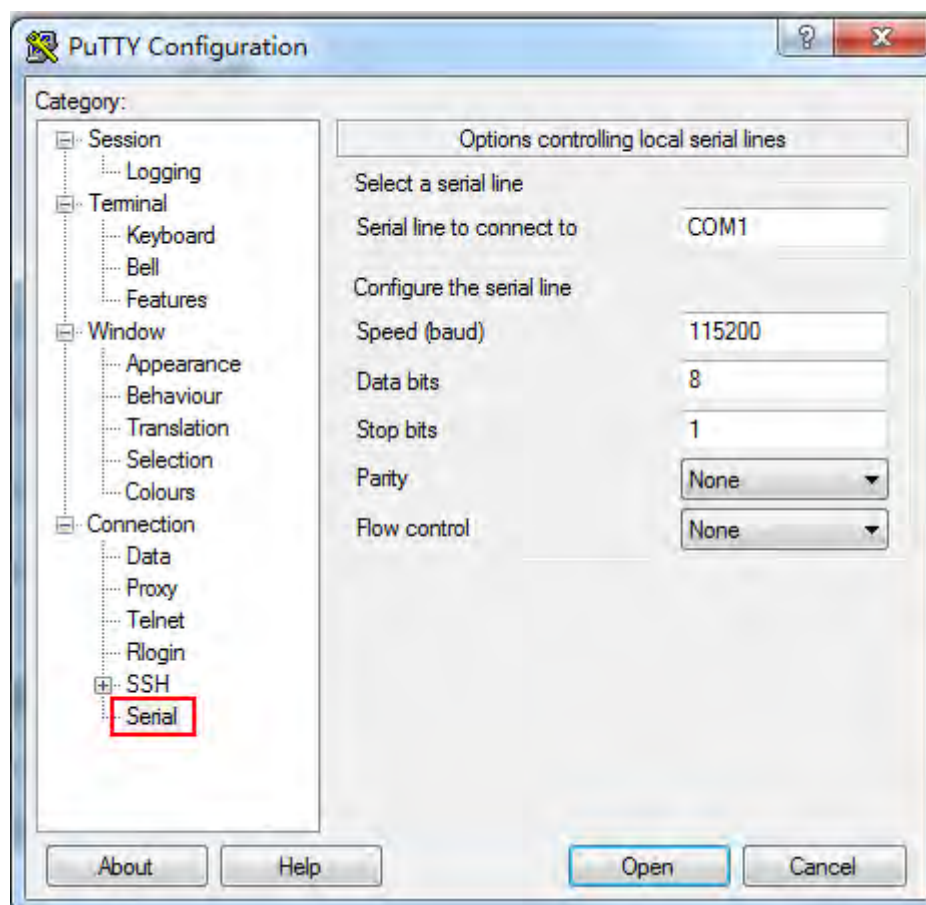 PuTTY Configuration
Category:
Session
Logging
Terminal
Keyboard
Bell
Features
Window
Appearance
Behaviour
Translation
Selection
Colours
Connection
Data
Proxy
Telnet
Rlogin
SSH
Serial
Options controlling local serial lines
Select a serial line
Serial line to connect to COM1
Configure the serial line
Speed (baud) 115200
Data bits 8
Stop bits 1
Parity None
Flow control None
About Help Open Cancel